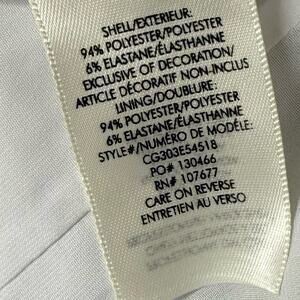 SHELL/EXTERIEUR:
94% POLYESTER/POLYESTER
6% ELASTANE/ÉLASTHANNE
EXCLUSIVE OF DECORATION/
ARTICLE DÉCORATIF NON-INCLUS
LINING/DOUBLURE:
94% POLYESTER/POLYESTER
6% ELASTANE/ÉLASTHANNE
STYLE#/NUMÉRO DE MODÈLE:
CG303E54518
PO# 130466
RN# 107677
CARE ON REVERSE
ENTRETIEN AU VERSO